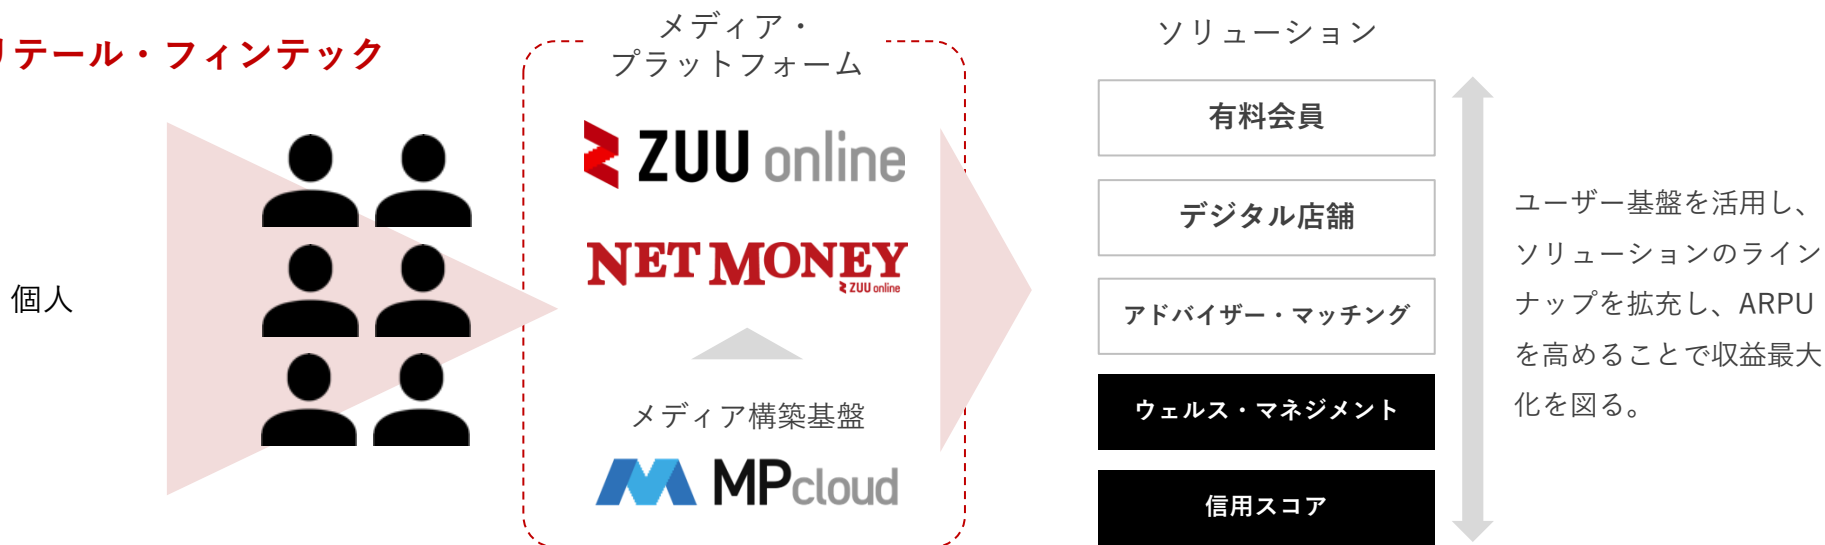 リテール・フィンテック
個人
メディア・
プラットフォーム
ZUU online
NET MONEY
ZUU online
メディア構築基盤
MPcloud
ソリューション
有料会員
デジタル店舗
アドバイザー・マッチング
ウェルス・マネジメント
信用スコア
ユーザー基盤を活用し、
ソリューションのライン
ナップを拡充し、ARPU
を高めることで収益最大
化を図る。